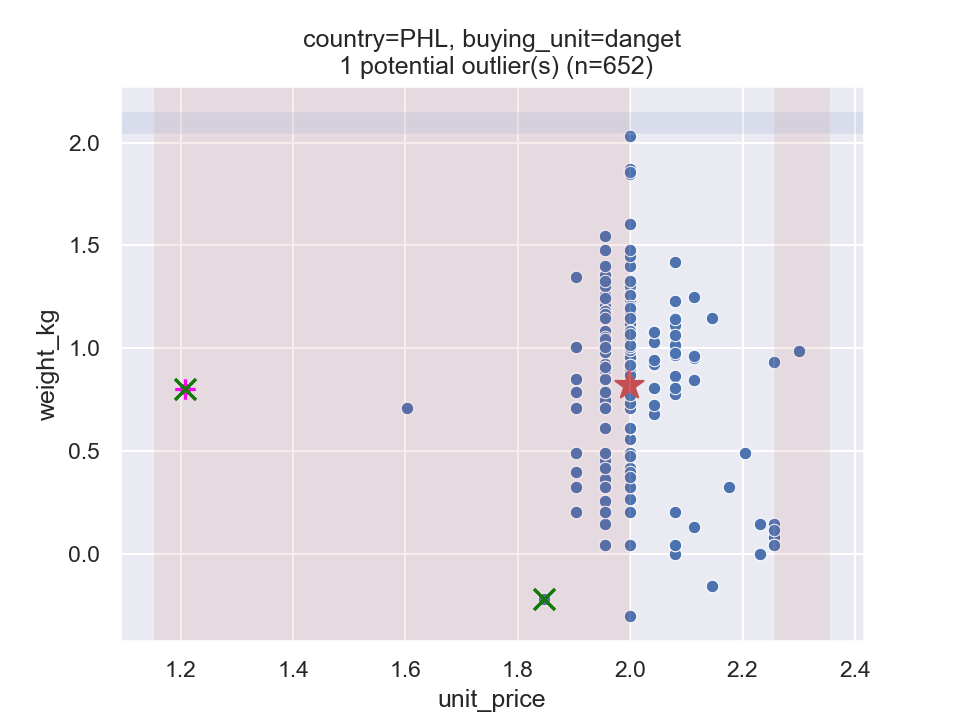 country=PHL, buying_unit=danget
1 potential outlier(s) (n=652)
2.0
1.5
1.0
0.5
0.0
weight_kg
1.2 1.4 1.6 1.8 2.0 2.2 2.4
unit_price